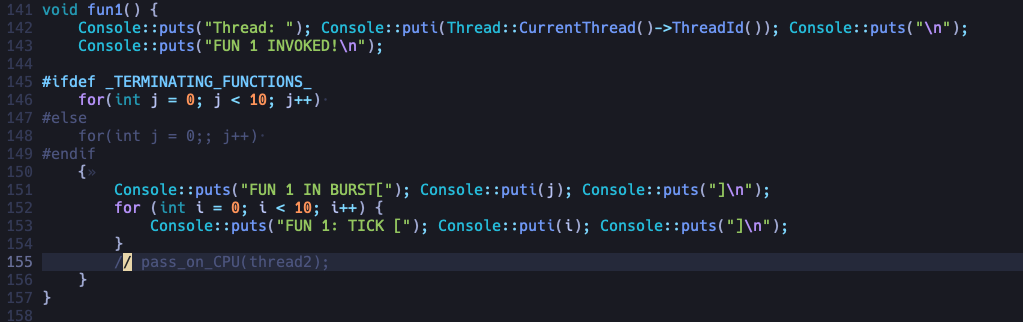 141 void fun1() {
142     Console::puts("Thread: "); Console::puti(Thread::CurrentThread()->ThreadId()); Console::puts("\n");
143     Console::puts("FUN 1 INVOKED!\n");
144
145 #ifdef _TERMINATING_FUNCTIONS_
146     for(int j = 0; j < 10; j++)·
147 #else
148     for(int j = 0;; j++)·
149 #endif
150     {»
151         Console::puts("FUN 1 IN BURST["); Console::puti(j); Console::puts("]\n");
152         for (int i = 0; i < 10; i++) {
153             Console::puts("FUN 1: TICK ["); Console::puti(i); Console::puts("]\n");
154         }
155         // pass_on_CPU(thread2);
156     }
157 }
158